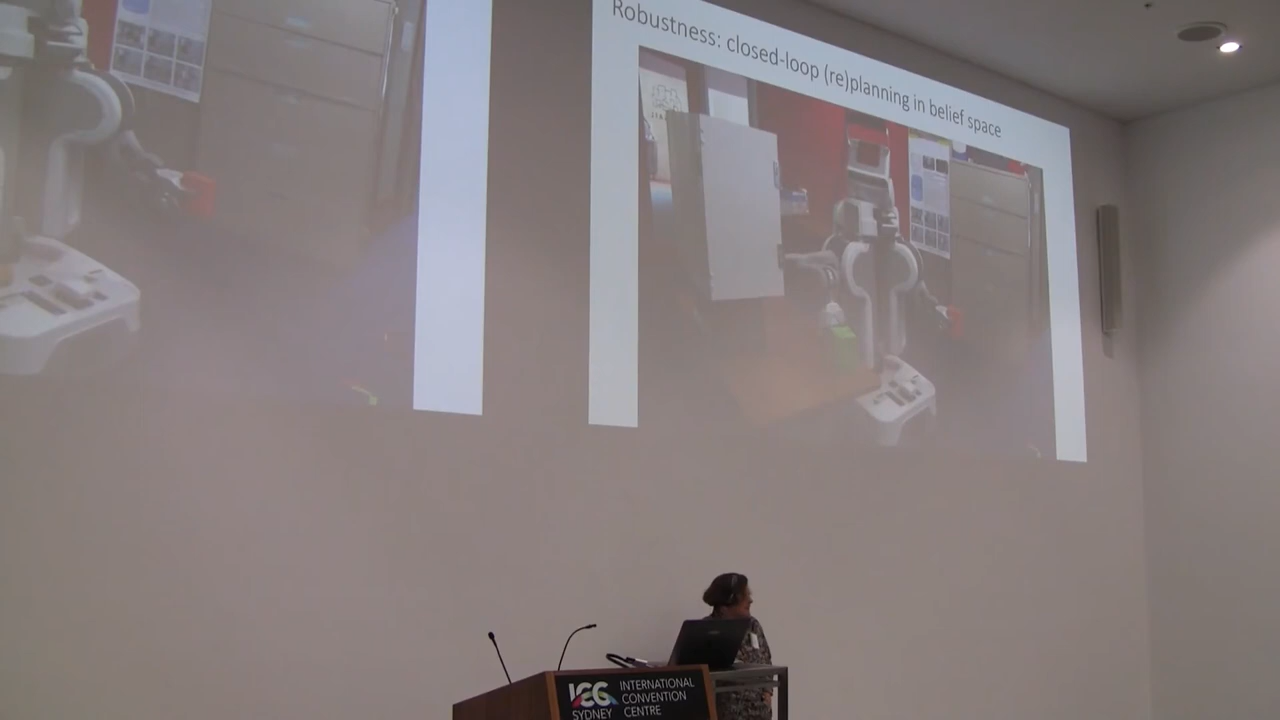 Robustness: closed-loop (re)planning in belief space
ICC
SYDNEY
INTERNATIONAL
CONVENTION
CENTRE